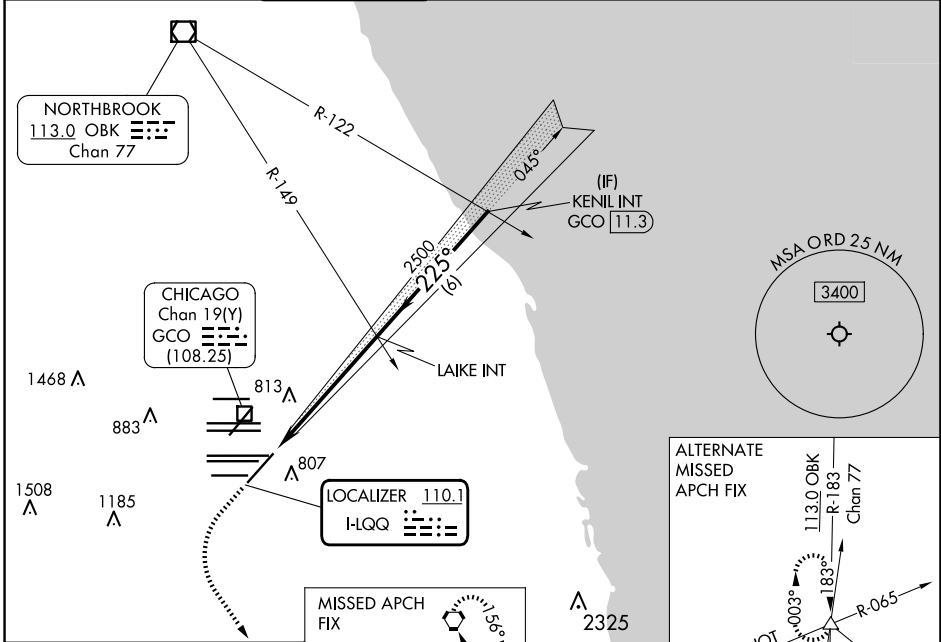 NORTHBROOK
113.0 OBK
Chan 77
R-122
R-149
045°
(IF)
KENIL INT
GCO 11.3
2500
225°
(6)
LAIKE INT
CHICAGO
Chan 19(Y)
GCO
(108.25)
MSA ORD 25 NM
3400
1468
813
883
807
1508
1185
LOCALIZER 110.1
I-LQQ
MISSED APCH
FIX
156°
2325
ALTERNATE
MISSED
APCH FIX
113.0 OBK
R-183
Chan 77
003°
183°
R-065